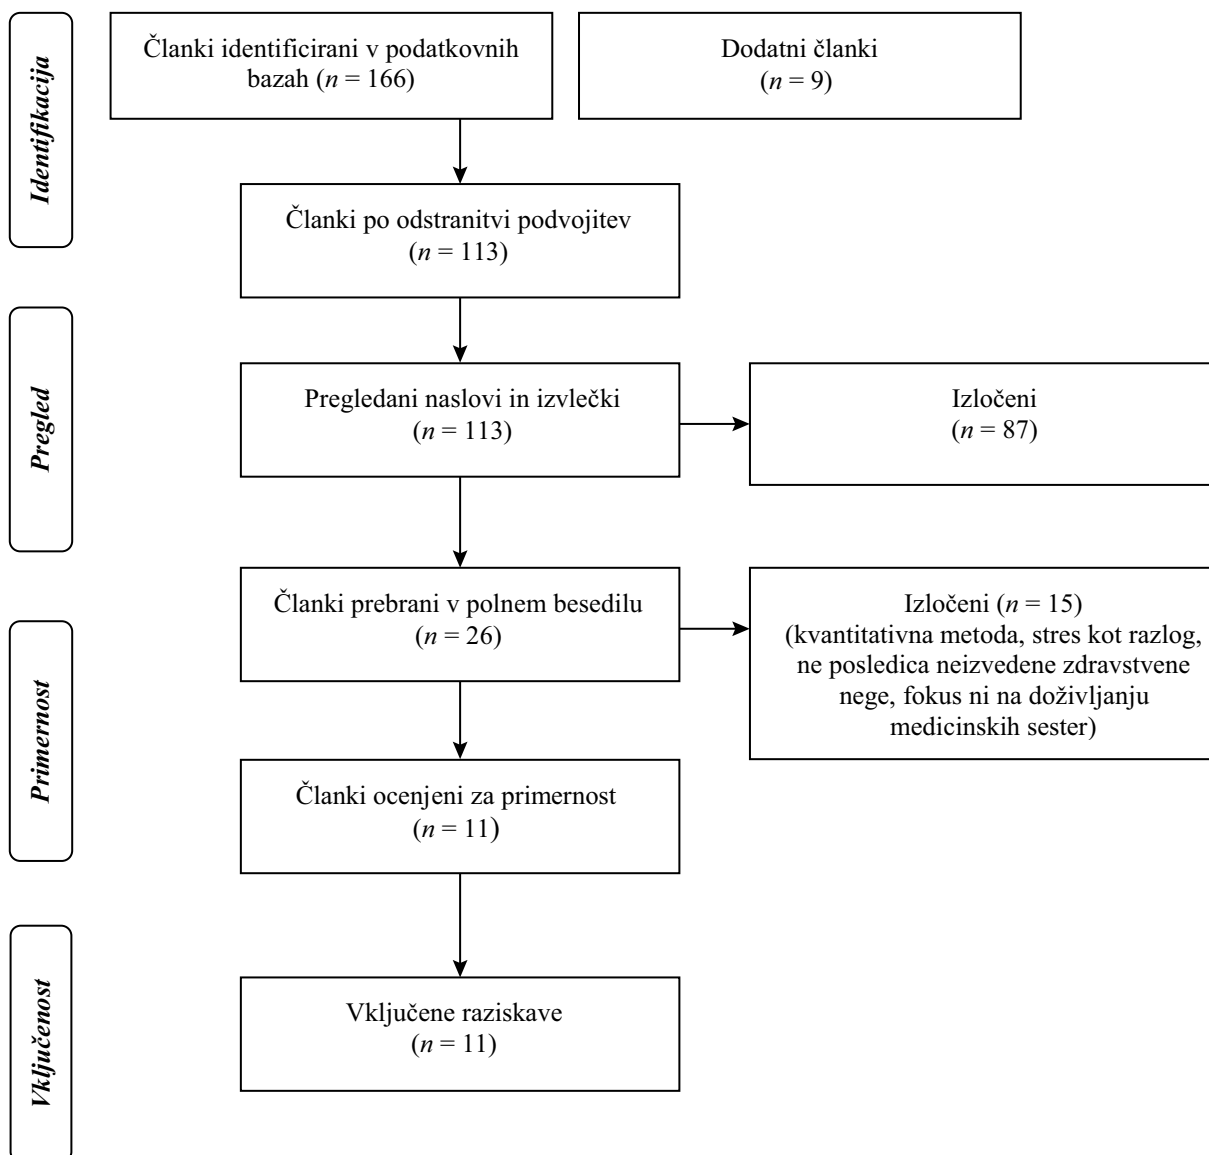 Identifikacija
Članki identificirani v podatkovnih
bazah (n = 166)
Dodatni članki
(n = 9)
Članki po odstranitvi podvojitev
(n = 113)
Pregled
Pregledani naslovi in izvlečki
(n = 113)
Izločeni
(n = 87)
Primernost
Članki prebrani v polnem besedilu
(n = 26)
Izločeni (n = 15)
(kvantitativna metoda, stres kot razlog,
ne posledica neizvedene zdravstvene
nege, fokus ni na doživljanju
medicinskih sester)
Članki ocenjeni za primernost
(n = 11)
Vključenost
Vključene raziskave
(n = 11)